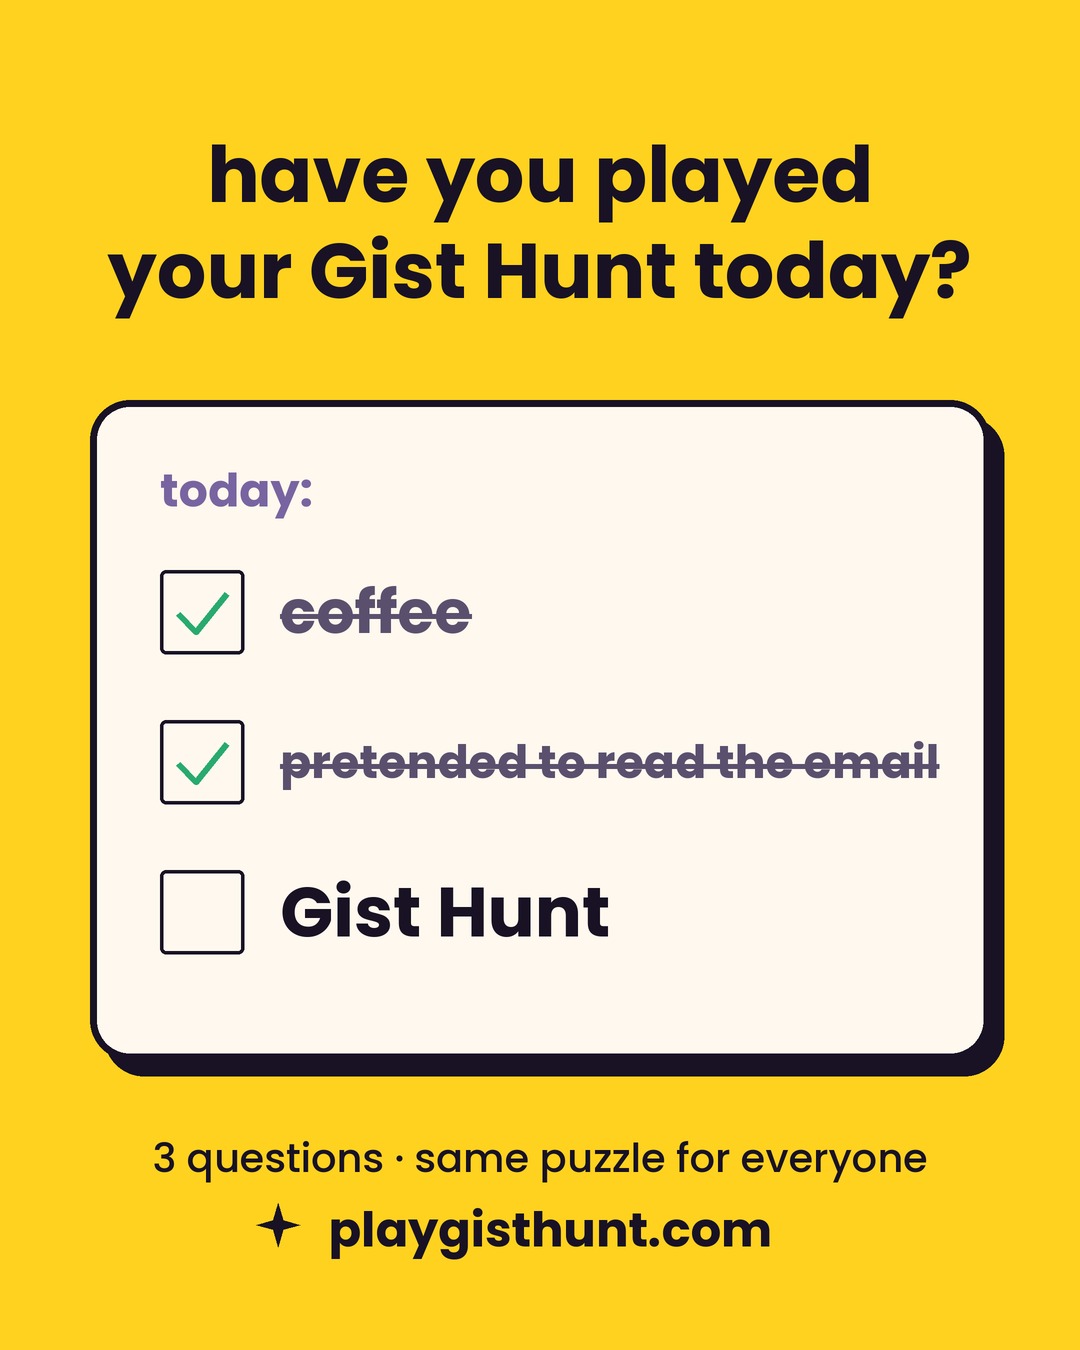 have you played
your Gist Hunt today?
today:
coffee
pretended to read the email
Gist Hunt
3 questions · same puzzle for everyone
playgisthunt.com